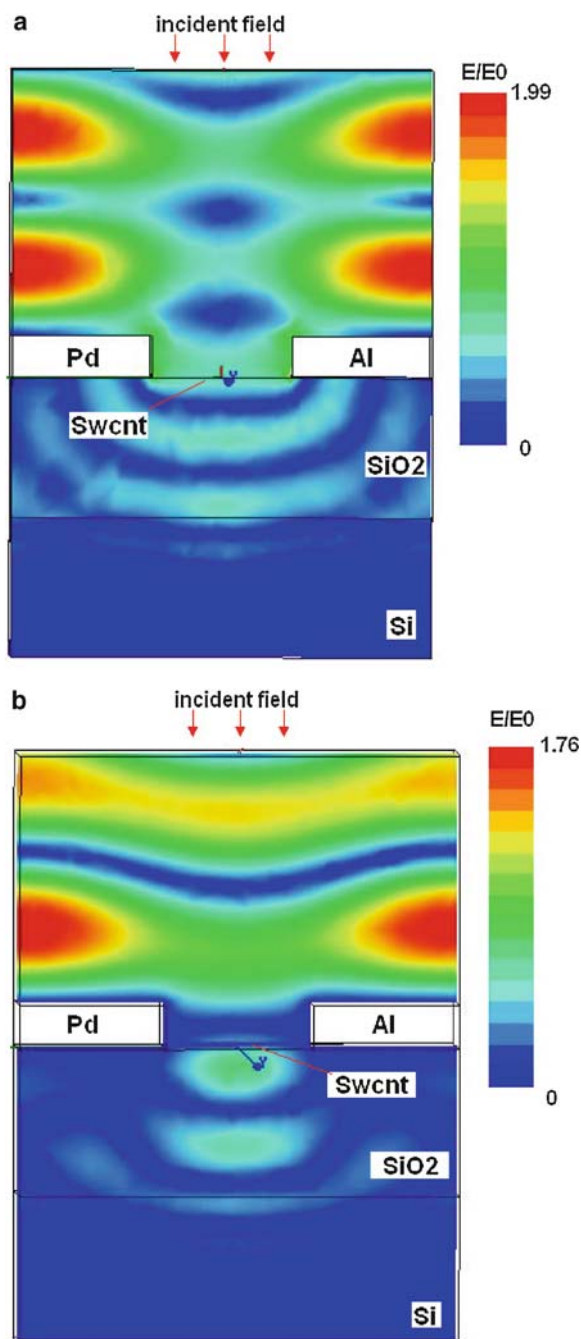 a
incident field
E/E0
1.99
Pd
Al
0
Swcnt
SiO2
Si
b
incident field
E/E0
1.76
Pd
Al
Swcnt
0
SiO2
Si